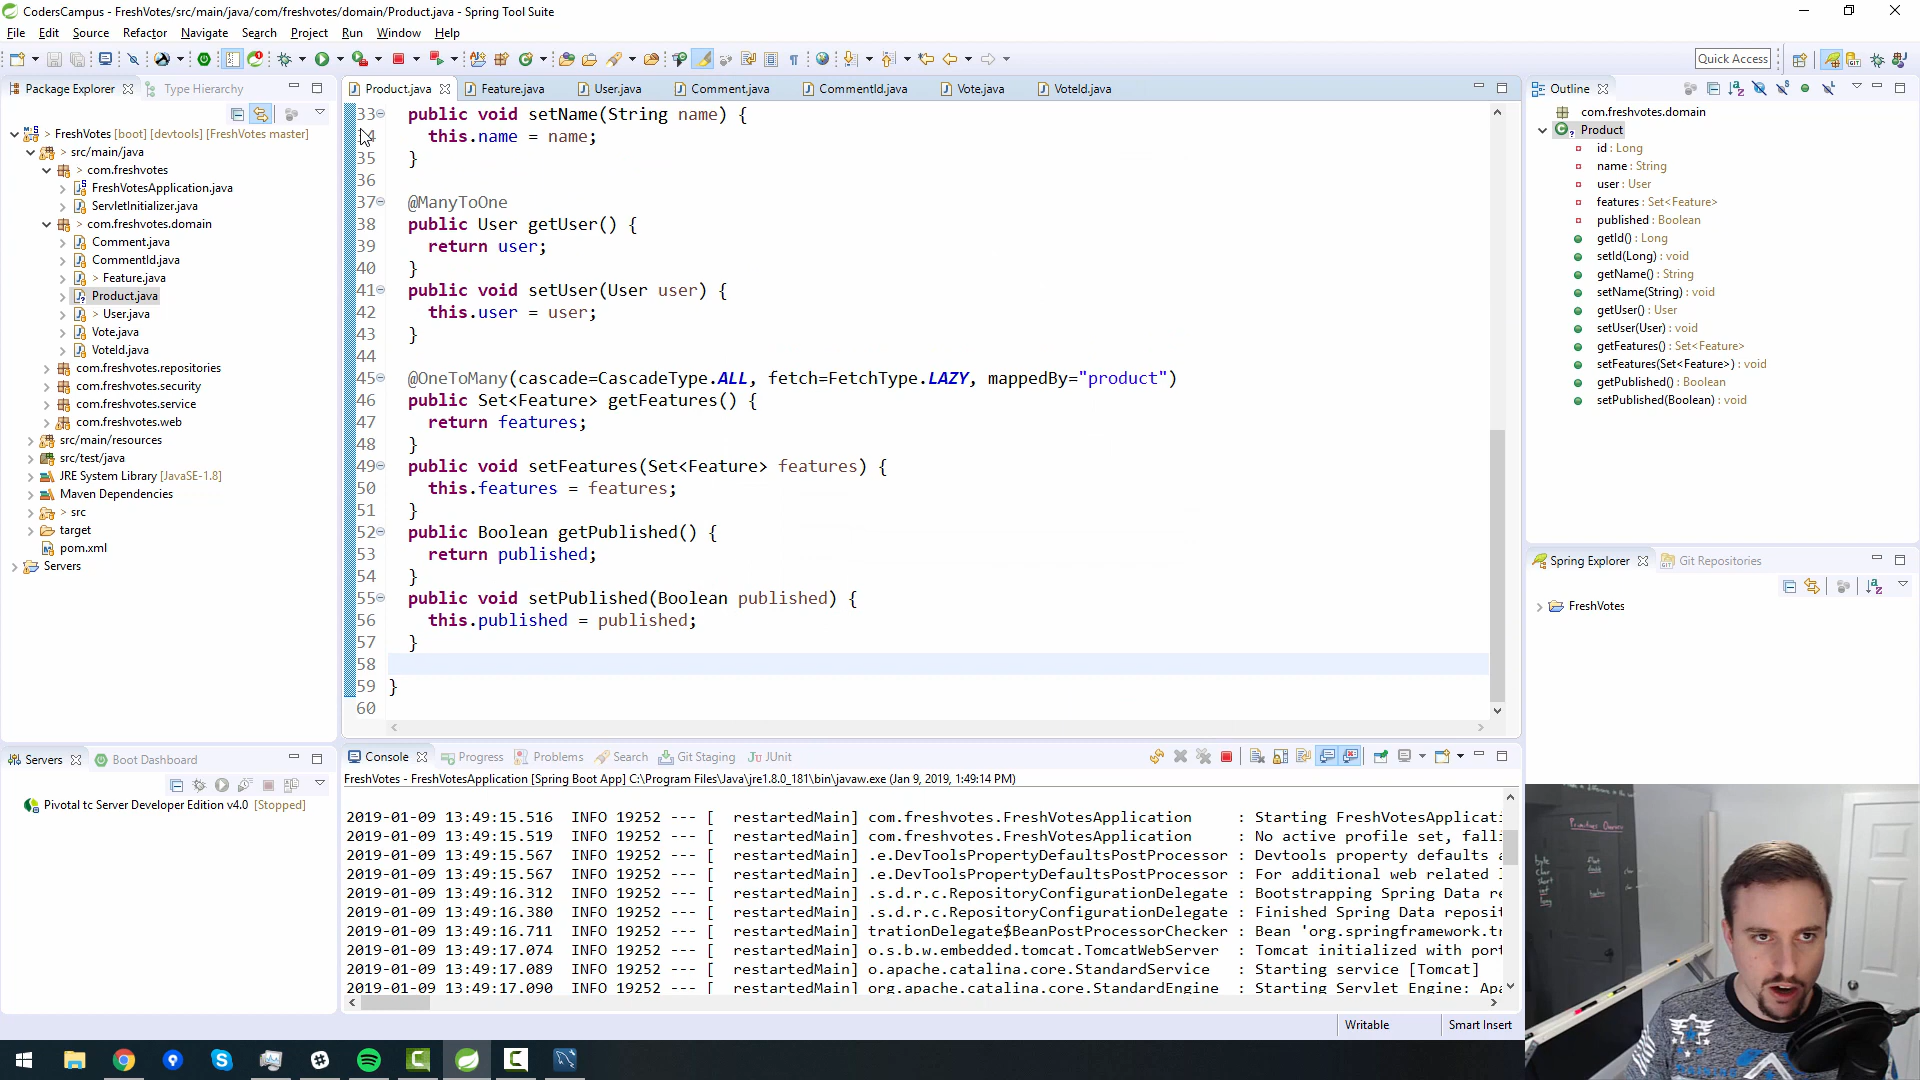 CodersCampus - FreshVotes/src/main/java/com/freshvotes/domain/Product.java - Spring Tool Suite
File Edit Source Refactor Navigate Search Project Run Window Help
Quick Access
Package Explorer Type Hierarchy
FreshVotes [boot] [devtools] [FreshVotes master]
> src/main/java
> com.freshvotes
FreshVotesApplication.java
ServletInitializer.java
> com.freshvotes.domain
Comment.java
CommentId.java
> Feature.java
Product.java
> User.java
Vote.java
VoteId.java
com.freshvotes.repositories
com.freshvotes.security
com.freshvotes.service
com.freshvotes.web
src/main/resources
src/test/java
JRE System Library [JavaSE-1.8]
Maven Dependencies
> src
target
pom.xml
Servers
Product.java Feature.java User.java Comment.java CommentId.java Vote.java VoteId.java
33 public void setName(String name) {
34 this.name = name;
35 }
36
37 @ManyToOne
38 public User getUser() {
39 return user;
40 }
41 public void setUser(User user) {
42 this.user = user;
43 }
44
45 @OneToMany(cascade=CascadeType.ALL, fetch=FetchType.LAZY, mappedBy="product")
46 public Set<Feature> getFeatures() {
47 return features;
48 }
49 public void setFeatures(Set<Feature> features) {
50 this.features = features;
51 }
52 public Boolean getPublished() {
53 return published;
54 }
55 public void setPublished(Boolean published) {
56 this.published = published;
57 }
58
59 }
60
Outline
com.freshvotes.domain
Product
id : Long
name : String
user : User
features : Set<Feature>
published : Boolean
getId() : Long
setId(Long) : void
getName() : String
setName(String) : void
getUser() : User
setUser(User) : void
getFeatures() : Set<Feature>
setFeatures(Set<Feature>) : void
getPublished() : Boolean
setPublished(Boolean) : void
Spring Explorer Git Repositories
FreshVotes
Servers Boot Dashboard
Pivotal tc Server Developer Edition v4.0 [Stopped]
Console Progress Problems Search Git Staging JUnit
FreshVotes - FreshVotesApplication [Spring Boot App] C:\Program Files\Java\jre1.8.0_181\bin\javaw.exe (Jan 9, 2019, 1:49:14 PM)
2019-01-09 13:49:15.516 INFO 19252 --- [ restartedMain] com.freshvotes.FreshVotesApplication : Starting FreshVotesApplicati
2019-01-09 13:49:15.519 INFO 19252 --- [ restartedMain] com.freshvotes.FreshVotesApplication : No active profile set, fall
2019-01-09 13:49:15.567 INFO 19252 --- [ restartedMain] .e.DevToolsPropertyDefaultsPostProcessor : Devtools property defaults a
2019-01-09 13:49:15.567 INFO 19252 --- [ restartedMain] .e.DevToolsPropertyDefaultsPostProcessor : For additional web related l
2019-01-09 13:49:16.312 INFO 19252 --- [ restartedMain] .s.d.r.c.RepositoryConfigurationDelegate : Bootstrapping Spring Data re
2019-01-09 13:49:16.380 INFO 19252 --- [ restartedMain] .s.d.r.c.RepositoryConfigurationDelegate : Finished Spring Data reposit
2019-01-09 13:49:16.711 INFO 19252 --- [ restartedMain] trationDelegate$BeanPostProcessorChecker : Bean 'org.springframework.tr
2019-01-09 13:49:17.074 INFO 19252 --- [ restartedMain] o.s.b.w.embedded.tomcat.TomcatWebServer : Tomcat initialized with port
2019-01-09 13:49:17.089 INFO 19252 --- [ restartedMain] o.apache.catalina.core.StandardService : Starting service [Tomcat]
2019-01-09 13:49:17.090 INFO 19252 --- [ restartedMain] org.apache.catalina.core.StandardEngine : Starting Servlet Engine: Apa
Writable Smart Insert